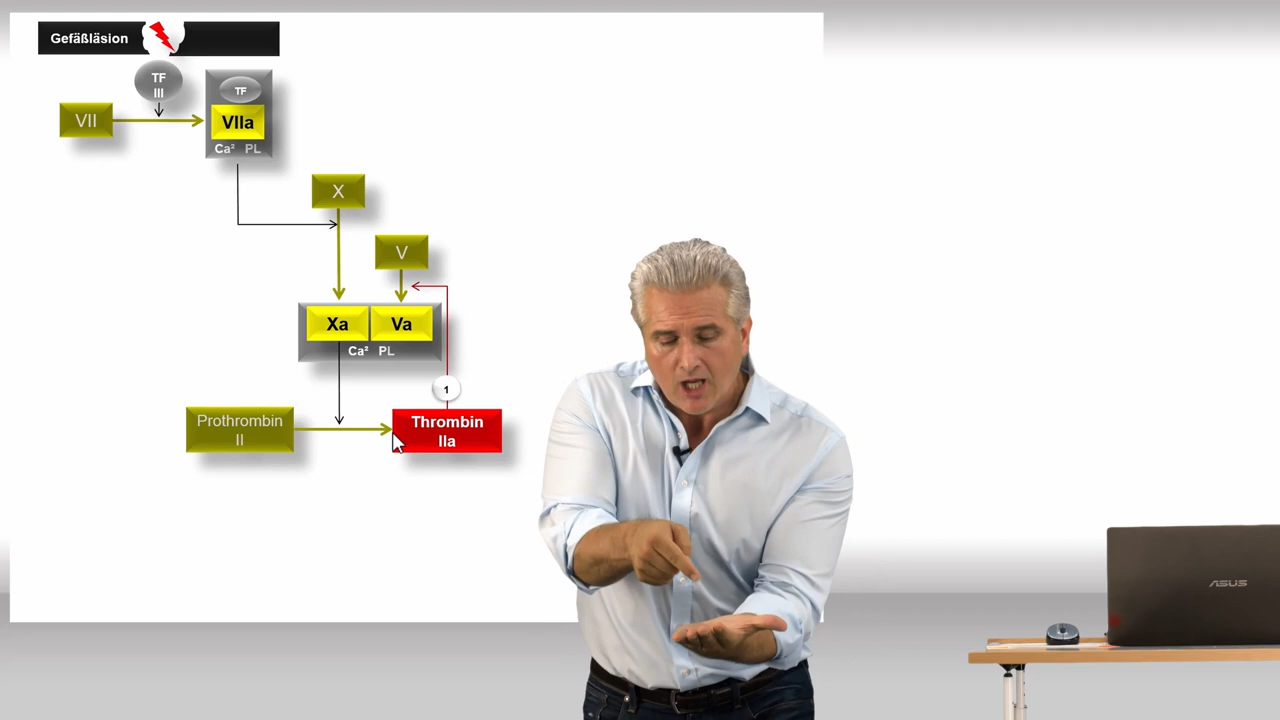 Gefäßläsion
TF
III
TF
VII
VIIa
Ca² PL
X
V
Xa
Va
Ca² PL
1
Prothrombin
II
Thrombin
IIa
ASUS